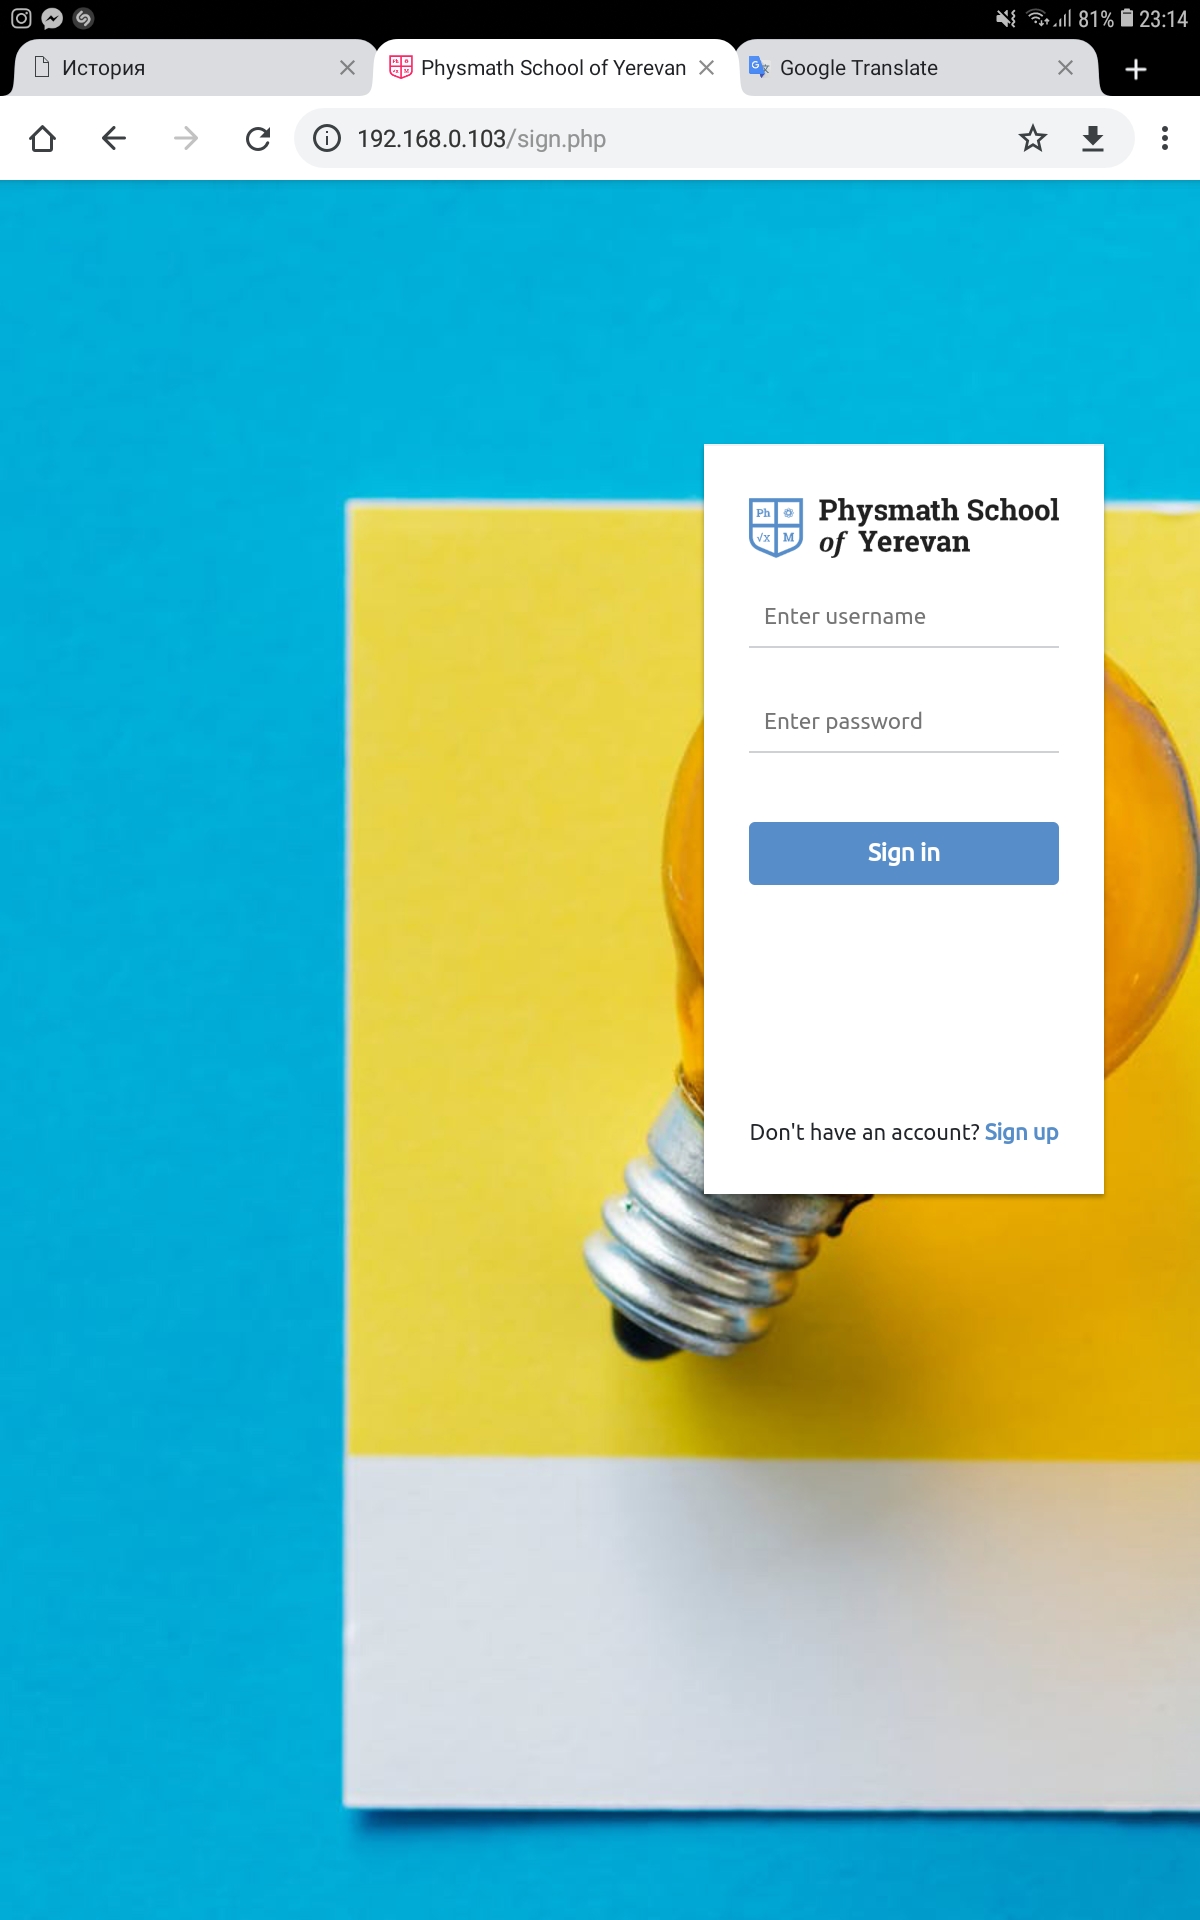 81% 23:14
История
Physmath School of Yerevan
Google Translate
192.168.0.103/sign.php
Ph
√x M
Physmath School
of Yerevan
Enter username
Enter password
Sign in
Don't have an account? Sign up